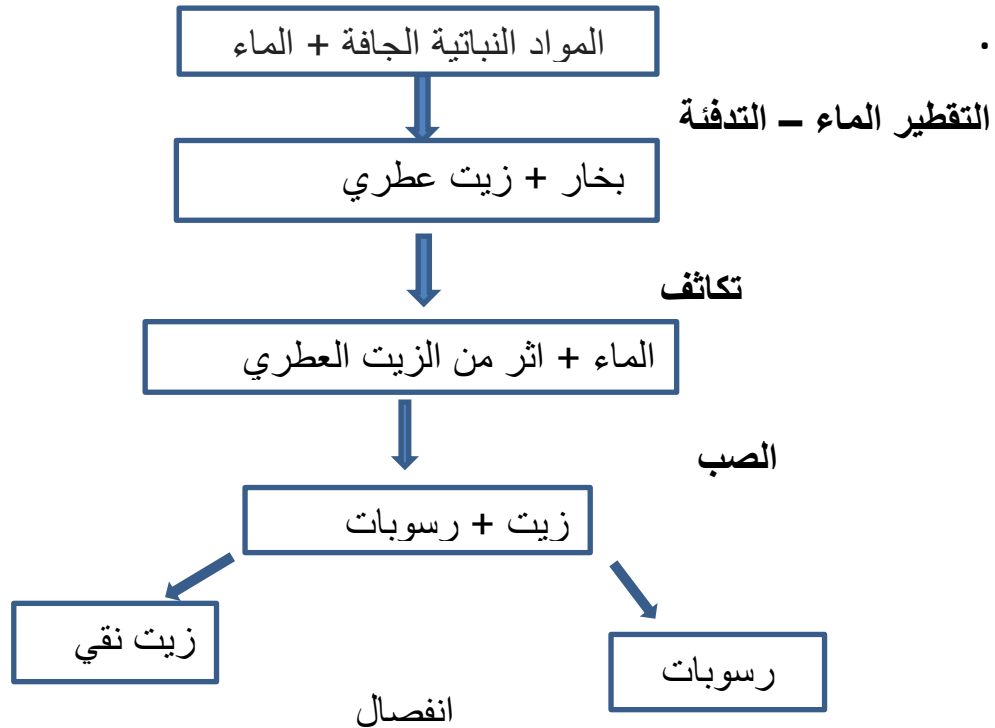 المواد النباتية الجافة + الماء
.
التقطير الماء – التدفئة
بخار + زيت عطري
تكاثف
الماء + اثر من الزيت العطري
الصب
زيت + رسوبات
زيت نقي
رسوبات
انفصال